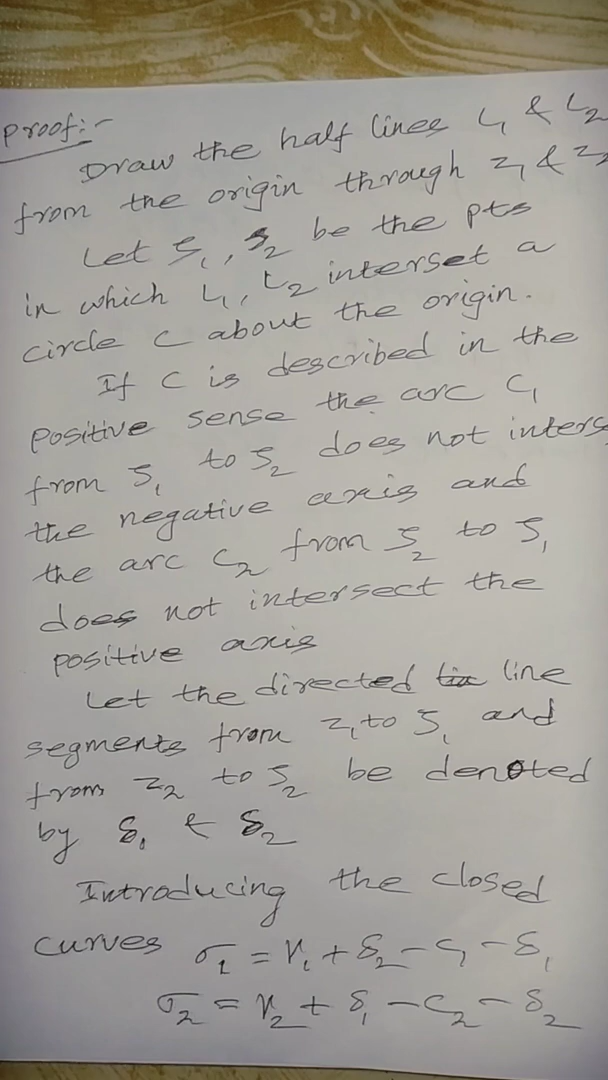 Proof:-
Draw the half lines L₁ & L₂
from the origin through z₁ & z₂
Let ζ₁, ζ₂ be the pts
in which L₁, L₂ interset a
circle C about the origin.
If C is described in the
positive sense the arc C₁
from ζ₁ to ζ₂ does not inters
the negative axis and
the arc C₂ from ζ₂ to ζ₁
does not intersect the
positive axis
Let the directed line
segments from z₁ to ζ₁ and
from z₂ to ζ₂ be denoted
by δ₁ & δ₂
Introducing the closed
curves σ₁ = γ₁ + δ₂ - C₁ - δ₁
σ₂ = γ₂ + δ₁ - C₂ - δ₂